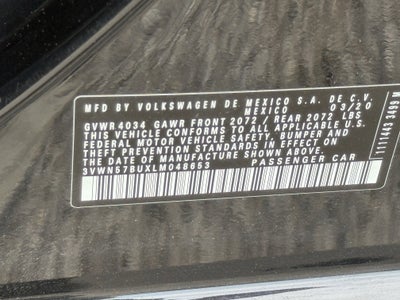 MFD BY VOLKSWAGEN DE MEXICO S.A. DE C.V.
MEXICO 03/20
GVWR 4034 GAWR FRONT 2072 / REAR 2072 LBS
THIS VEHICLE CONFORMS TO ALL APPLICABLE U.S.
FEDERAL MOTOR VEHICLE SAFETY, BUMPER AND
THEFT PREVENTION STANDARDS IN EFFECT ON
THE DATE OF MANUFACTURE SHOWN ABOVE.
3VWN57BUXLM048653 PASSENGER CAR
1111443 3499 M